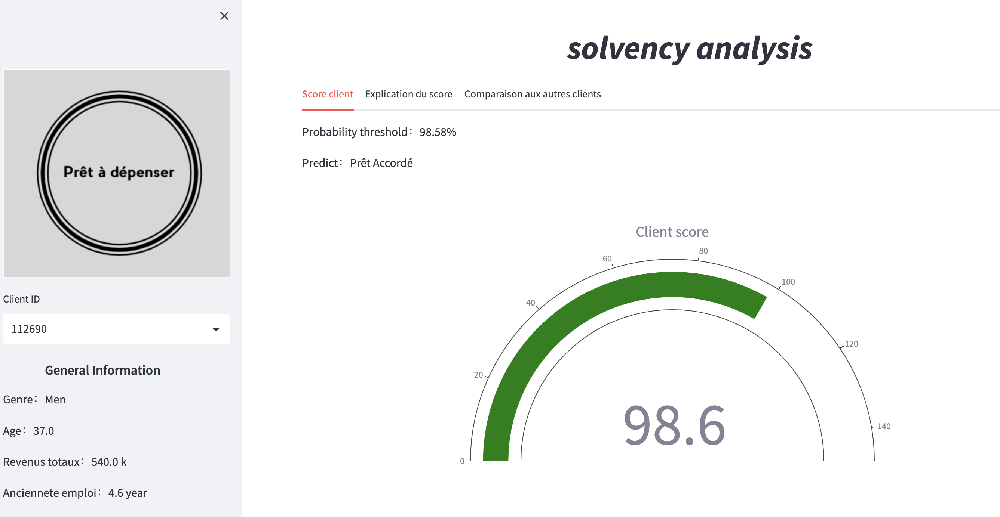 Prêt à dépenser
Client ID
112690
General Information
Genre : Men
Age : 37.0
Revenus totaux : 540.0 k
Anciennete emploi : 4.6 year
solvency analysis
Score client Explication du score Comparaison aux autres clients
Probability threshold : 98.58%
Predict : Prêt Accordé
Client score
0
20
40
60
80
100
120
140
98.6